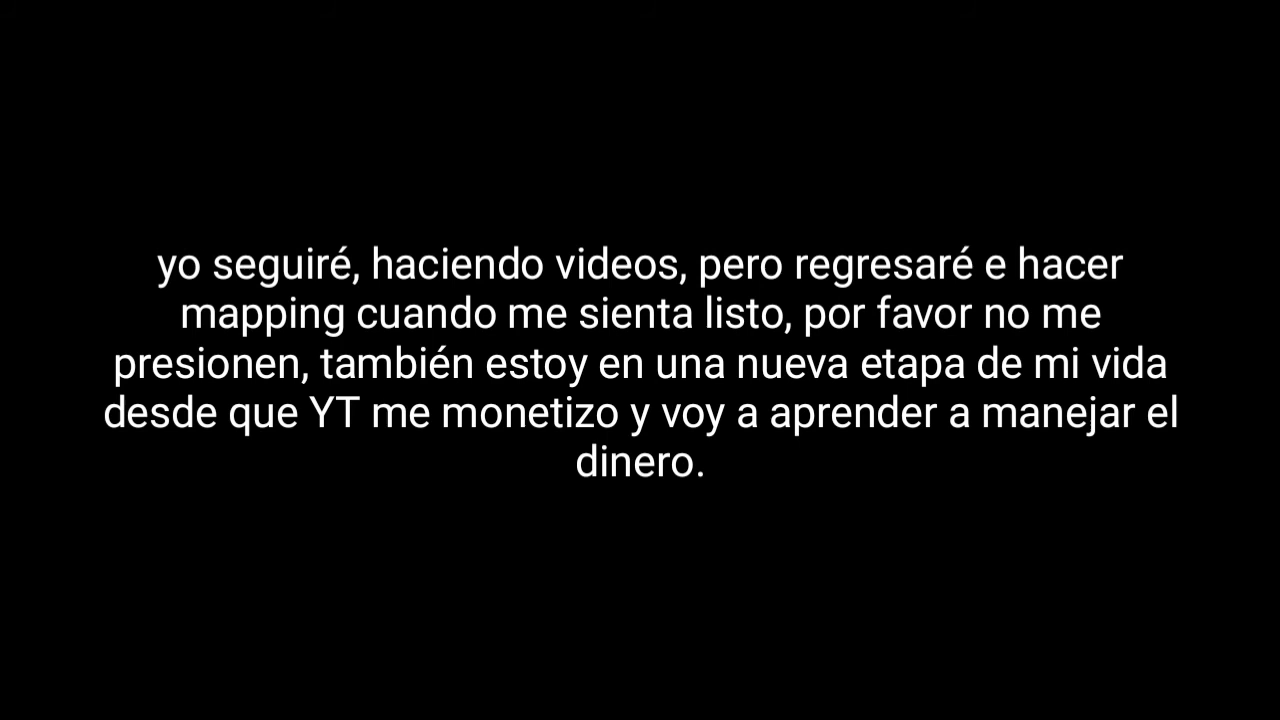 yo seguiré, haciendo videos, pero regresaré e hacer
mapping cuando me sienta listo, por favor no me
presionen, también estoy en una nueva etapa de mi vida
desde que YT me monetizo y voy a aprender a manejar el
dinero.